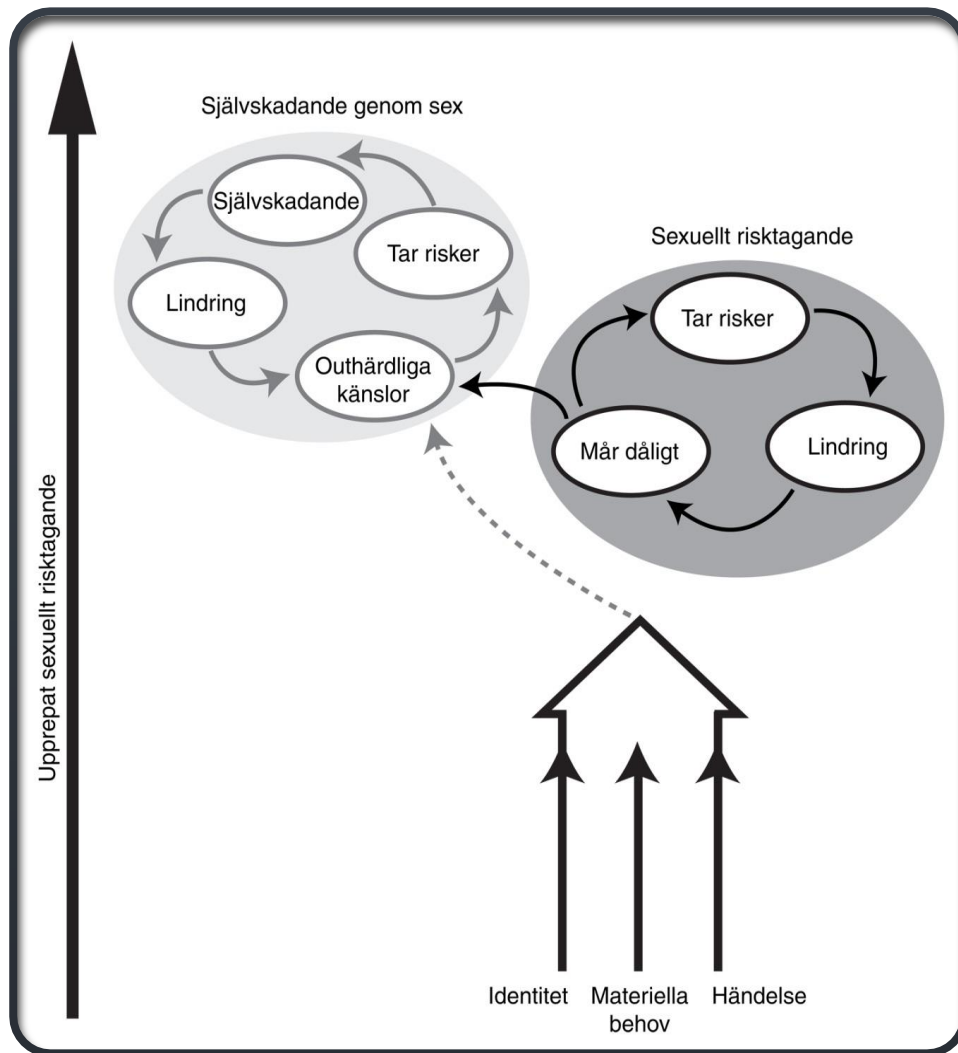 Självskadande genom sex
Självskadande
Tar risker
Lindring
Outhärdliga
känslor
Sexuellt risktagande
Tar risker
Mår dåligt
Lindring
Upprepat sexuellt risktagande
Identitet
Materiella
behov
Händelse